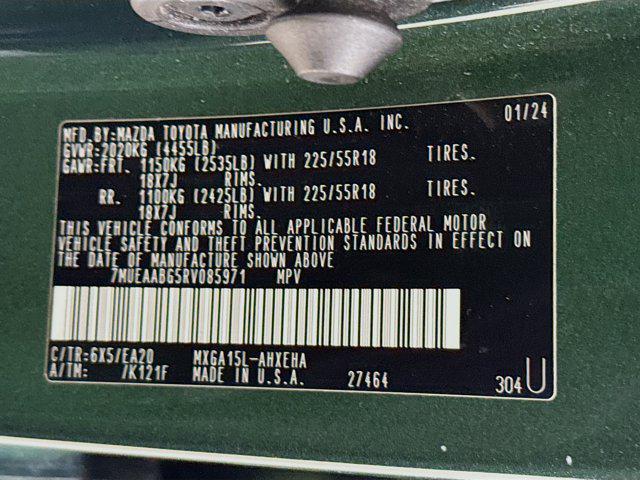 MFD.BY:MAZDA TOYOTA MANUFACTURING U.S.A. INC. 01/24
GVWR:2020KG (4455LB)
GAWR:FRT. 1150KG (2535LB) WITH 225/55R18 TIRES.
18X7J RIMS.
RR. 1100KG (2425LB) WITH 225/55R18 TIRES.
18X7J RIMS.
THIS VEHICLE CONFORMS TO ALL APPLICABLE FEDERAL MOTOR
VEHICLE SAFETY AND THEFT PREVENTION STANDARDS IN EFFECT ON
THE DATE OF MANUFACTURE SHOWN ABOVE
7MUEAABG5RV085971 MPV
C/TR:6X5/EA20 MXGA15L-AHXEHA
A/TM: /K121F MADE IN U.S.A. 27464 304U